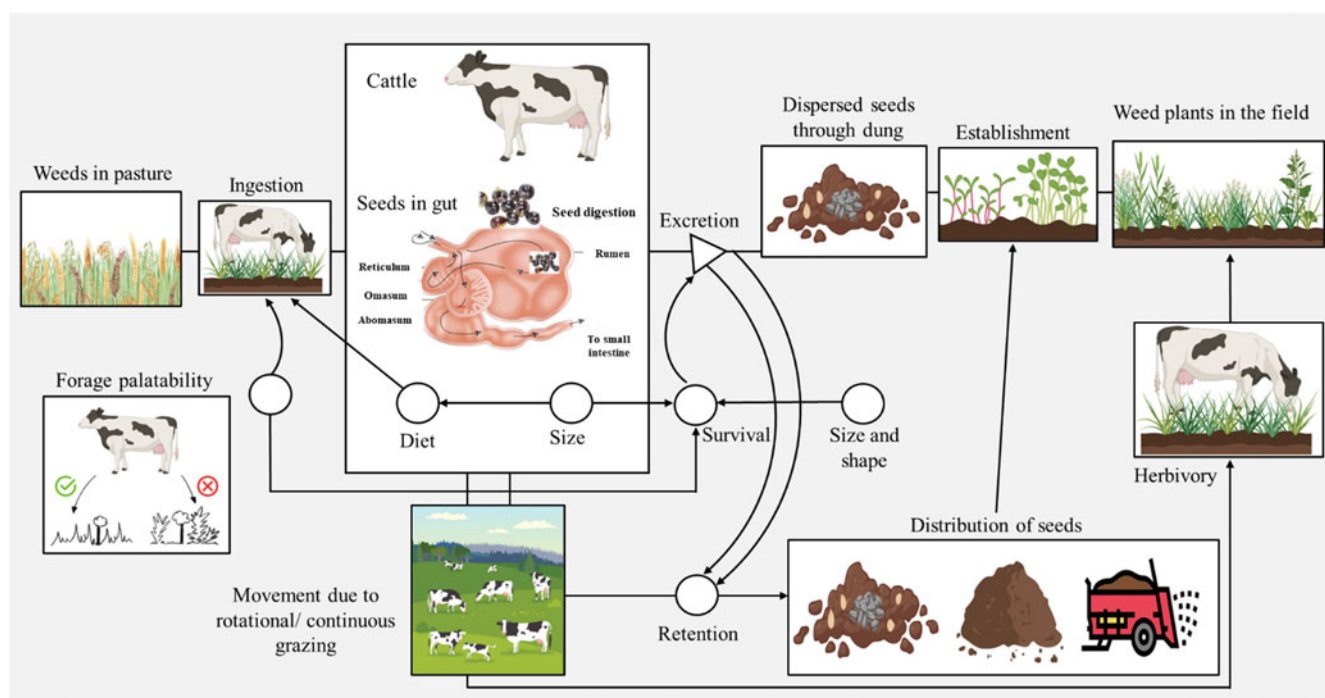 Cattle
Dispersed seeds
through dung
Establishment
Weed plants in the field
Weeds in pasture
Ingestion
Seeds in gut
Seed digestion
Excretion
Reticulum
Rumen
Omasum
Abomasum
To small
intestine
Forage palatability
Diet
Size
Survival
Size and
shape
Herbivory
Distribution of seeds
Movement due to
rotational/ continuous
grazing
Retention